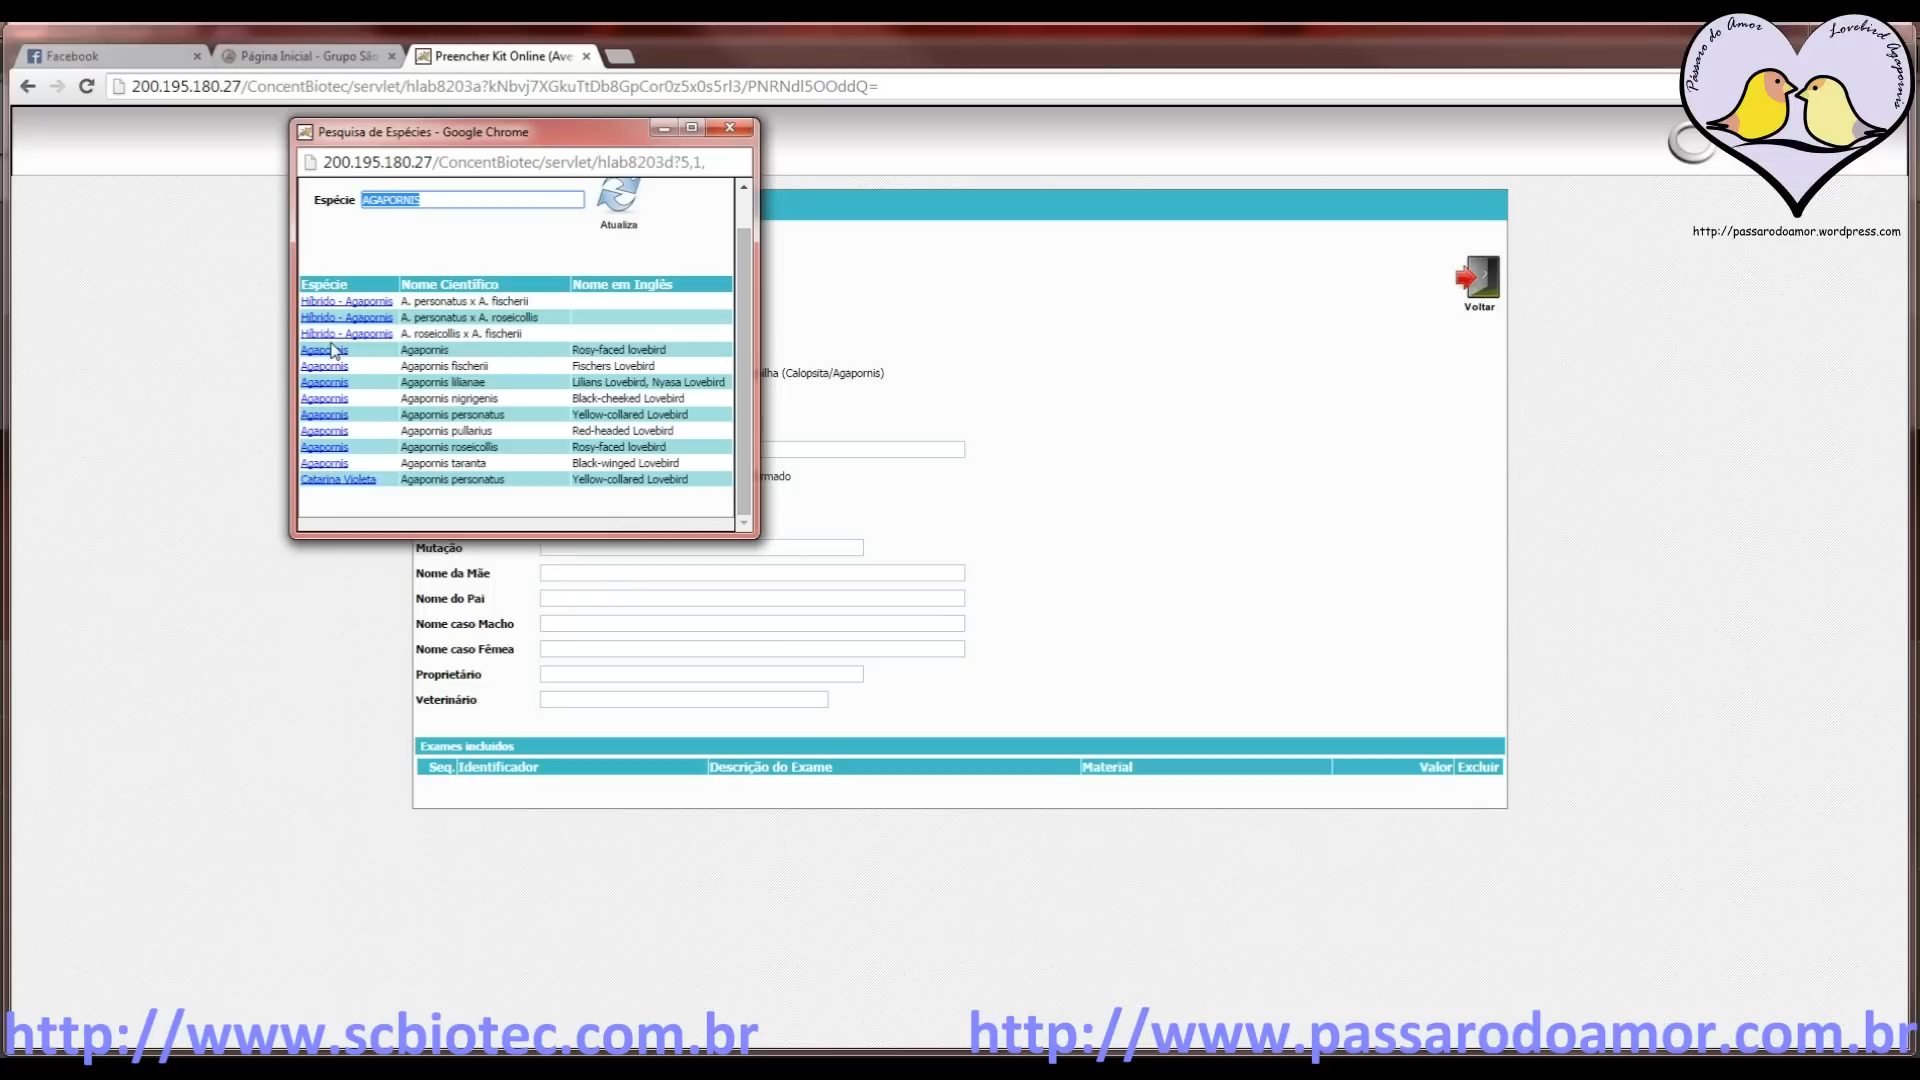 Facebook
Página Inicial - Grupo São
Preencher Kit Online (Ave
200.195.180.27/ConcentBiotec/servlet/hlab8203a?kNbvj7XGkuTtDb8GpCor0z5x0s5rl3/PNRNdl5OOddQ=
Pássaro do Amor
Lovebird Agapornis
http://passarodoamor.wordpress.com
Pesquisa de Espécies - Google Chrome
200.195.180.27/ConcentBiotec/servlet/hlab8203d?5,1,
Espécie AGAPORNIS
Atualiza
Espécie Nome Científico Nome em Inglês
Híbrido - Agapornis A. personatus x A. fischerii
Híbrido - Agapornis A. personatus x A. roseicollis
Híbrido - Agapornis A. roseicollis x A. fischerii
Agapornis Agapornis Rosy-faced lovebird
Agapornis Agapornis fischerii Fischers Lovebird
Agapornis Agapornis lilianae Lilians Lovebird, Nyasa Lovebird
Agapornis Agapornis nigrigenis Black-cheeked Lovebird
Agapornis Agapornis personatus Yellow-collared Lovebird
Agapornis Agapornis pullarius Red-headed Lovebird
Agapornis Agapornis roseicollis Rosy-faced lovebird
Agapornis Agapornis taranta Black-winged Lovebird
Catarina Violeta Agapornis personatus Yellow-collared Lovebird
Voltar
ilha (Calopsita/Agapornis)
rmado
Mutação
Nome da Mãe
Nome do Pai
Nome caso Macho
Nome caso Fêmea
Proprietário
Veterinário
Exames incluídos
Seq. Identificador Descrição do Exame Material Valor Excluir
http://www.scbiotec.com.br
http://www.passarodoamor.com.br